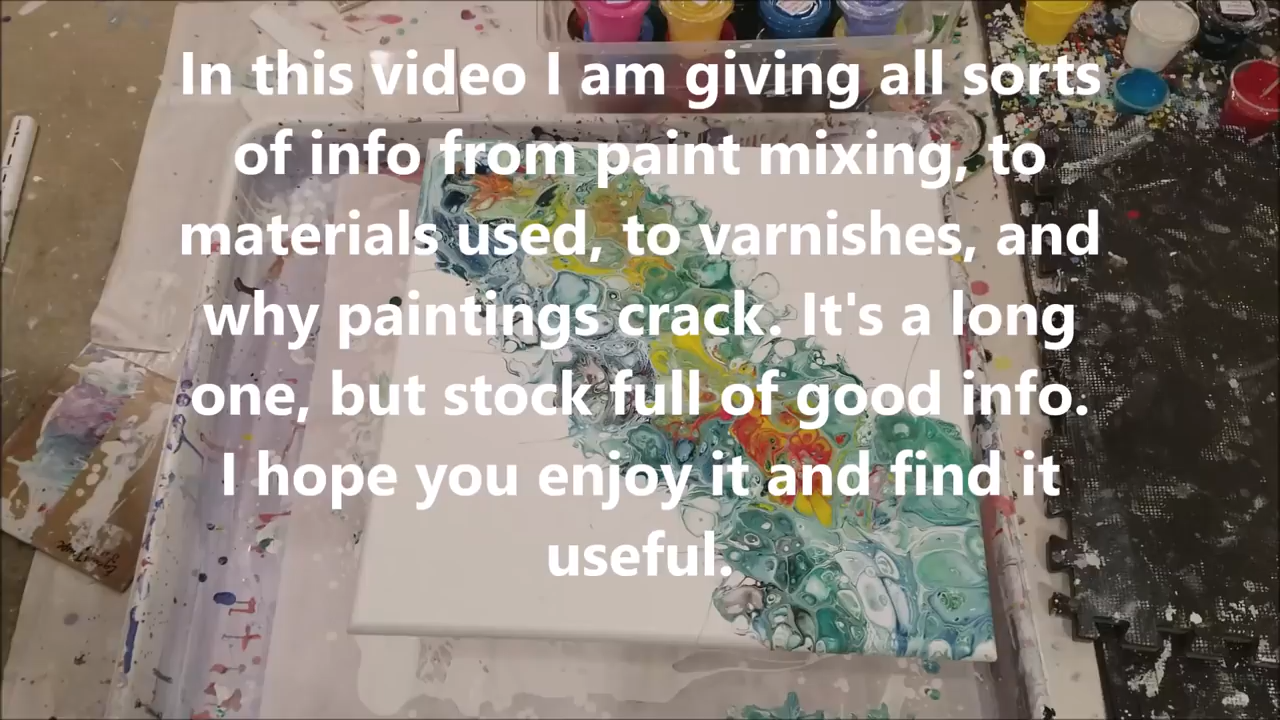 In this video I am giving all sorts
of info from paint mixing, to
materials used, to varnishes, and
why paintings crack. It's a long
one, but stock full of good info.
I hope you enjoy it and find it
useful.